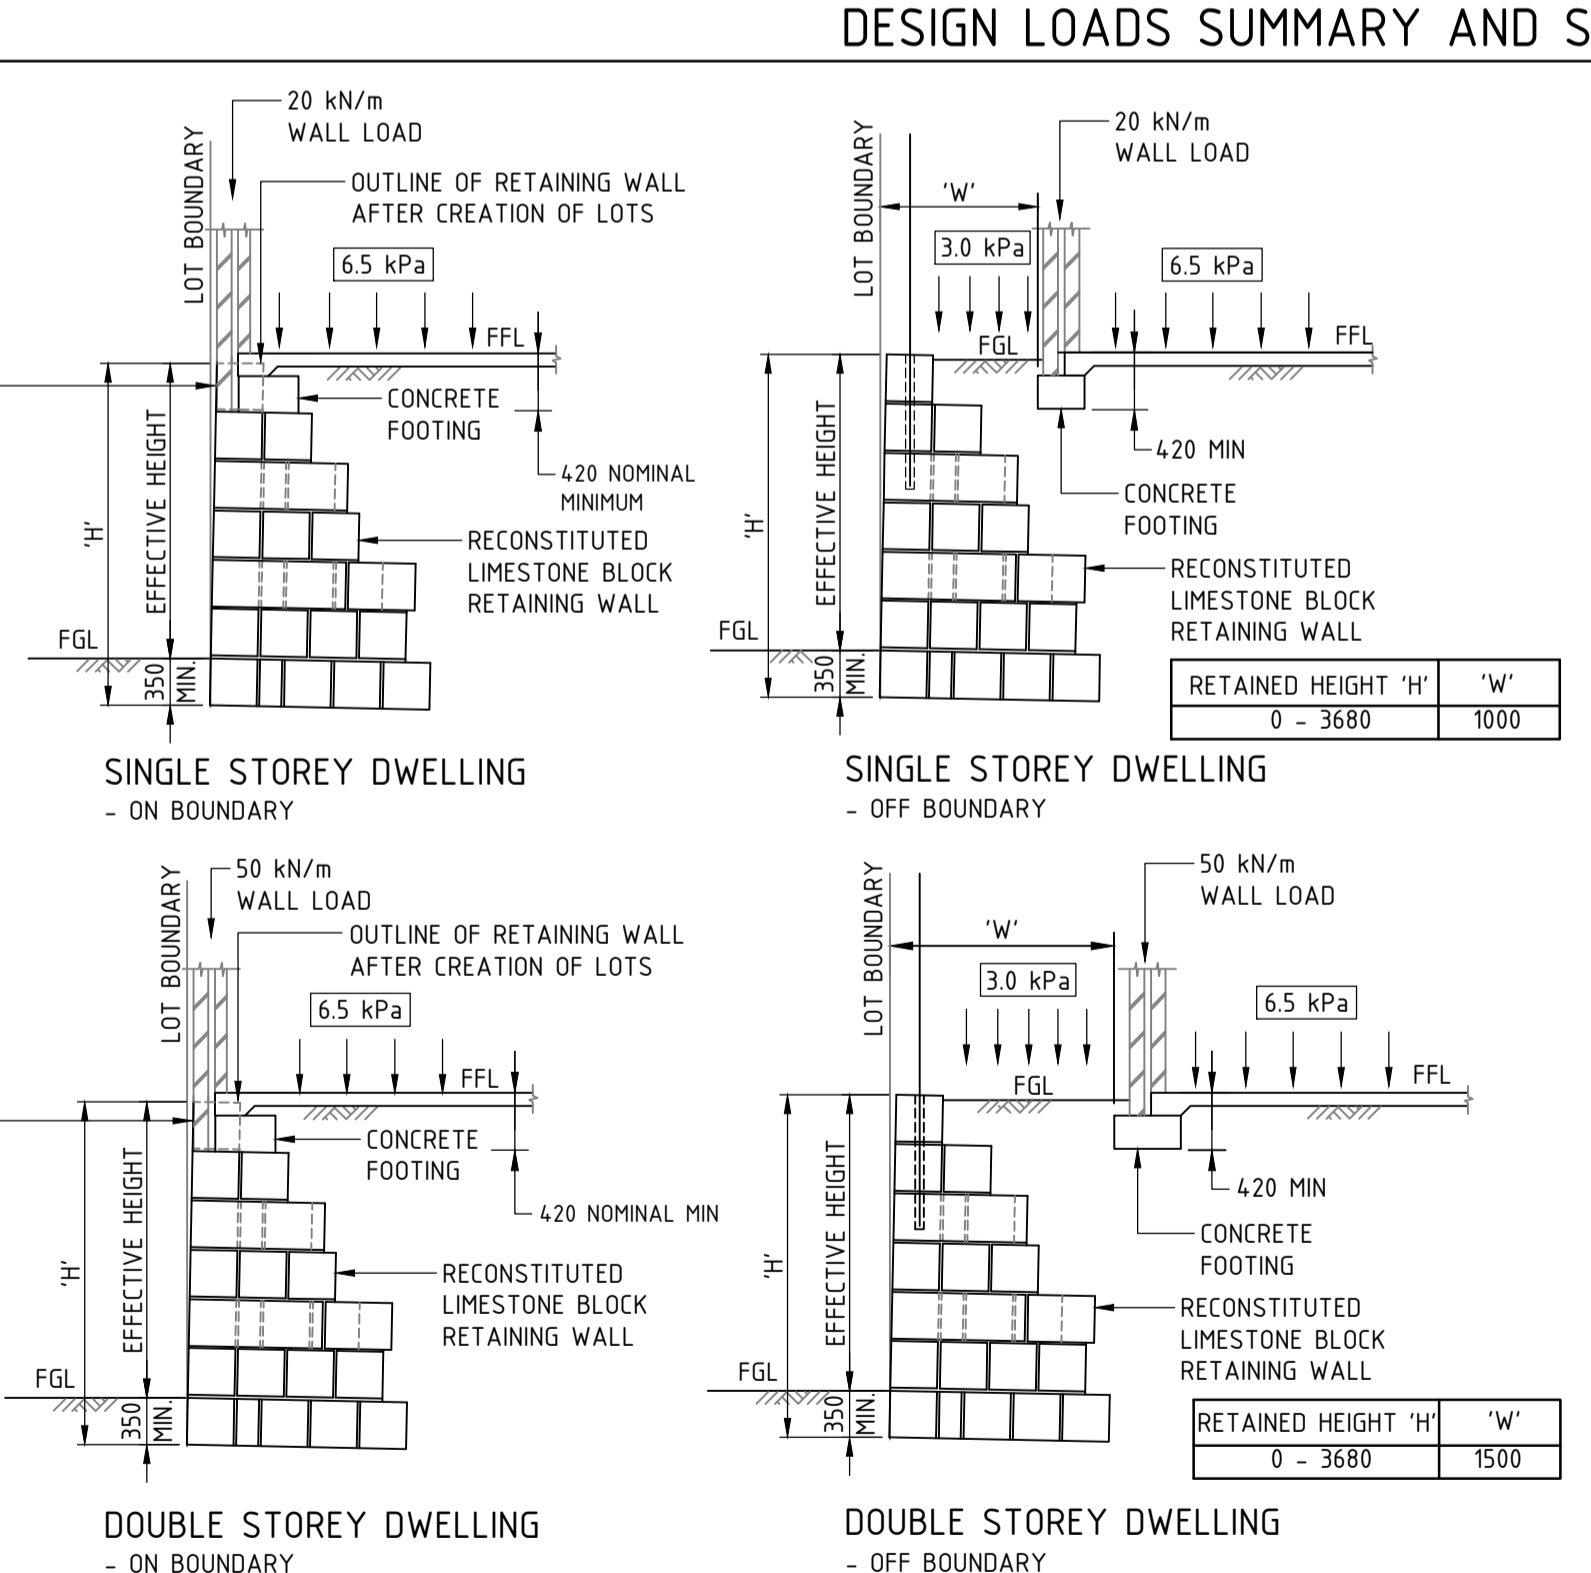 DESIGN LOADS SUMMARY AND S
20 kN/m
WALL LOAD
LOT BOUNDARY
OUTLINE OF RETAINING WALL
AFTER CREATION OF LOTS
6.5 kPa
FFL
CONCRETE
FOOTING
420 NOMINAL
MINIMUM
'H'
EFFECTIVE HEIGHT
RECONSTITUTED
LIMESTONE BLOCK
RETAINING WALL
FGL
350
MIN.
SINGLE STOREY DWELLING
- ON BOUNDARY
20 kN/m
WALL LOAD
LOT BOUNDARY
'W'
3.0 kPa
6.5 kPa
FGL
FFL
420 MIN
CONCRETE
FOOTING
'H'
EFFECTIVE HEIGHT
RECONSTITUTED
LIMESTONE BLOCK
RETAINING WALL
FGL
350
MIN.
RETAINED HEIGHT 'H' 'W'
0 - 3680 1000
SINGLE STOREY DWELLING
- OFF BOUNDARY
50 kN/m
WALL LOAD
LOT BOUNDARY
OUTLINE OF RETAINING WALL
AFTER CREATION OF LOTS
6.5 kPa
FFL
CONCRETE
FOOTING
420 NOMINAL MIN
'H'
EFFECTIVE HEIGHT
RECONSTITUTED
LIMESTONE BLOCK
RETAINING WALL
FGL
350
MIN.
DOUBLE STOREY DWELLING
- ON BOUNDARY
50 kN/m
WALL LOAD
LOT BOUNDARY
'W'
3.0 kPa
6.5 kPa
FGL
FFL
420 MIN
CONCRETE
FOOTING
'H'
EFFECTIVE HEIGHT
RECONSTITUTED
LIMESTONE BLOCK
RETAINING WALL
FGL
350
MIN.
RETAINED HEIGHT 'H' 'W'
0 - 3680 1500
DOUBLE STOREY DWELLING
- OFF BOUNDARY